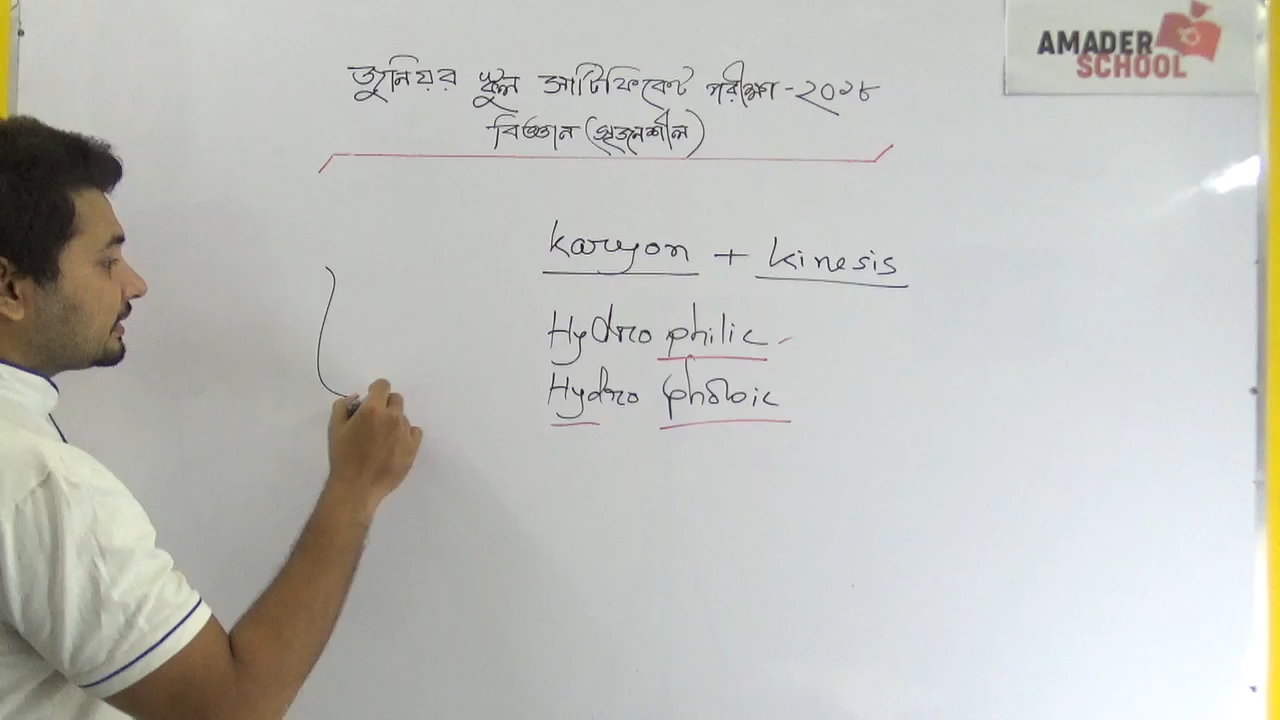 AMADER
SCHOOL
জুনিয়র স্কুল সার্টিফিকেট পরীক্ষা-২০১৮
বিজ্ঞান (সৃজনশীল)
Karyon + Kinesis
Hydro philic
Hydro phobic